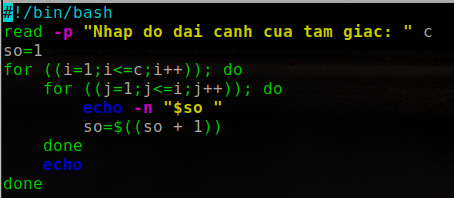 #!/bin/bash
read -p "Nhap do dai canh cua tam giac: " c
so=1
for ((i=1;i<=c;i++)); do
    for ((j=1;j<=i;j++)); do
        echo -n "$so "
        so=$((so + 1))
    done
    echo
done